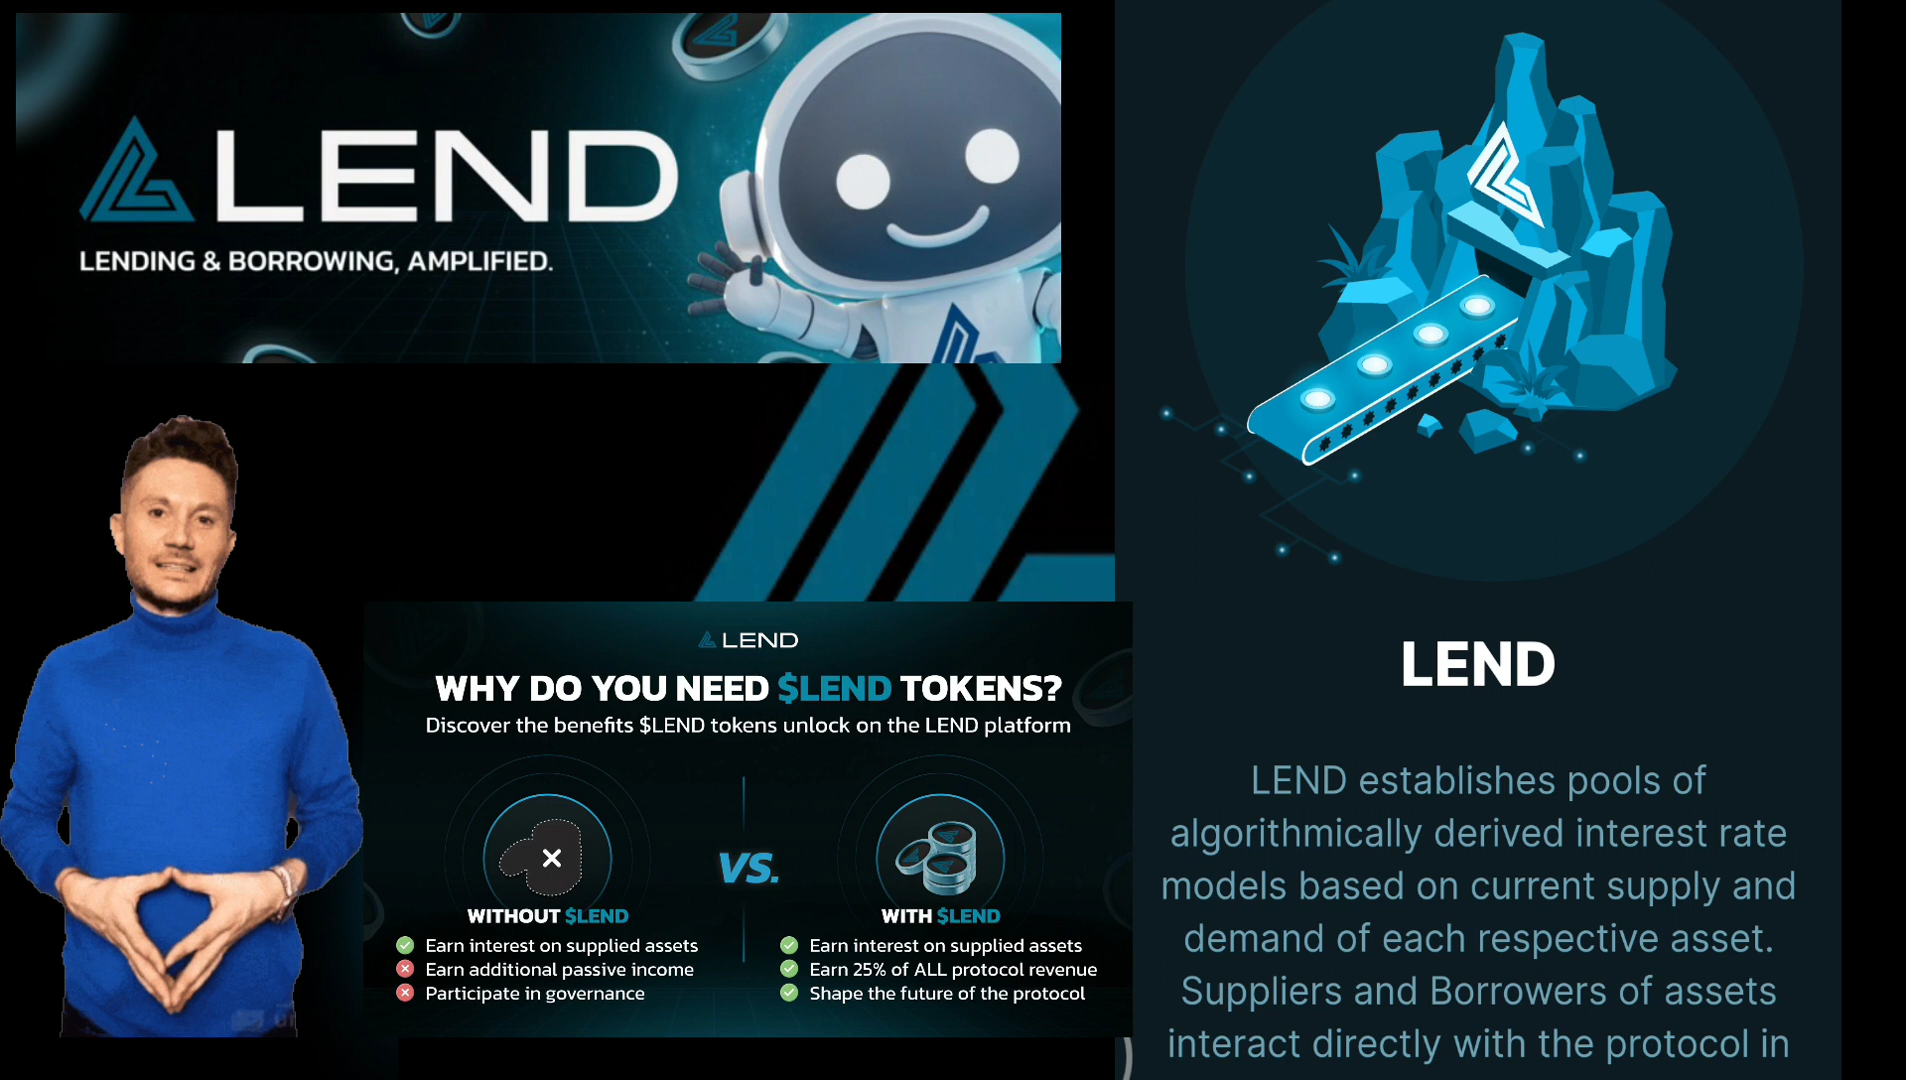 LEND
LENDING & BORROWING, AMPLIFIED.
LEND
WHY DO YOU NEED $LEND TOKENS?
Discover the benefits $LEND tokens unlock on the LEND platform
VS.
WITHOUT $LEND
Earn interest on supplied assets
Earn additional passive income
Participate in governance
WITH $LEND
Earn interest on supplied assets
Earn 25% of ALL protocol revenue
Shape the future of the protocol
LEND
LEND establishes pools of
algorithmically derived interest rate
models based on current supply and
demand of each respective asset.
Suppliers and Borrowers of assets
interact directly with the protocol in